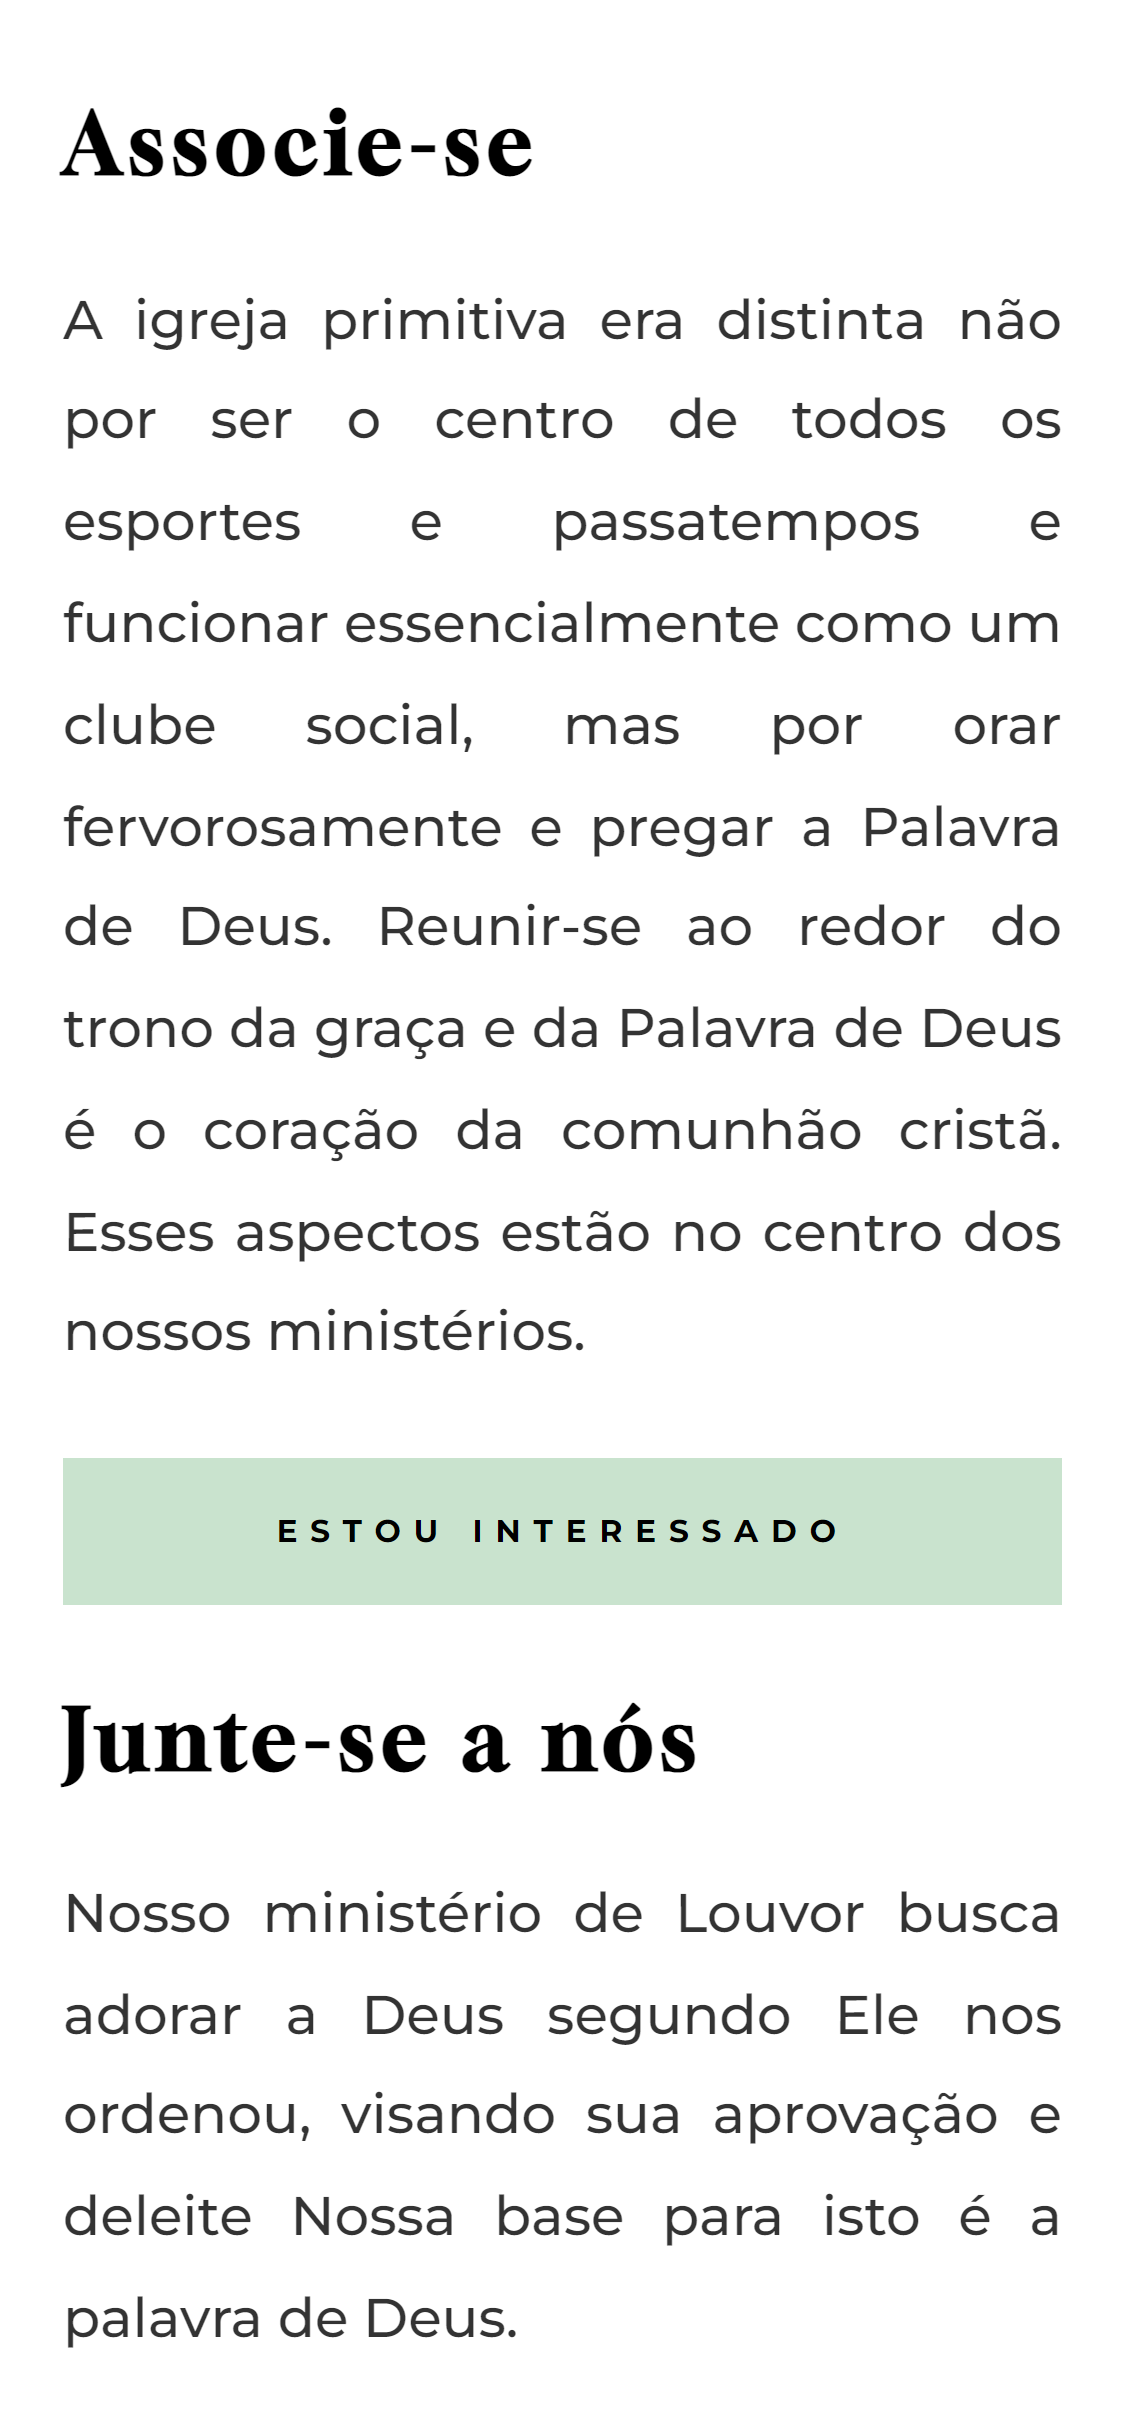 Associe-se
A igreja primitiva era distinta não
por ser o centro de todos os
esportes e passatempos e
funcionar essencialmente como um
clube social, mas por orar
fervorosamente e pregar a Palavra
de Deus. Reunir-se ao redor do
trono da graça e da Palavra de Deus
é o coração da comunhão cristã.
Esses aspectos estão no centro dos
nossos ministérios.
ESTOU INTERESSADO
Junte-se a nós
Nosso ministério de Louvor busca
adorar a Deus segundo Ele nos
ordenou, visando sua aprovação e
deleite Nossa base para isto é a
palavra de Deus.